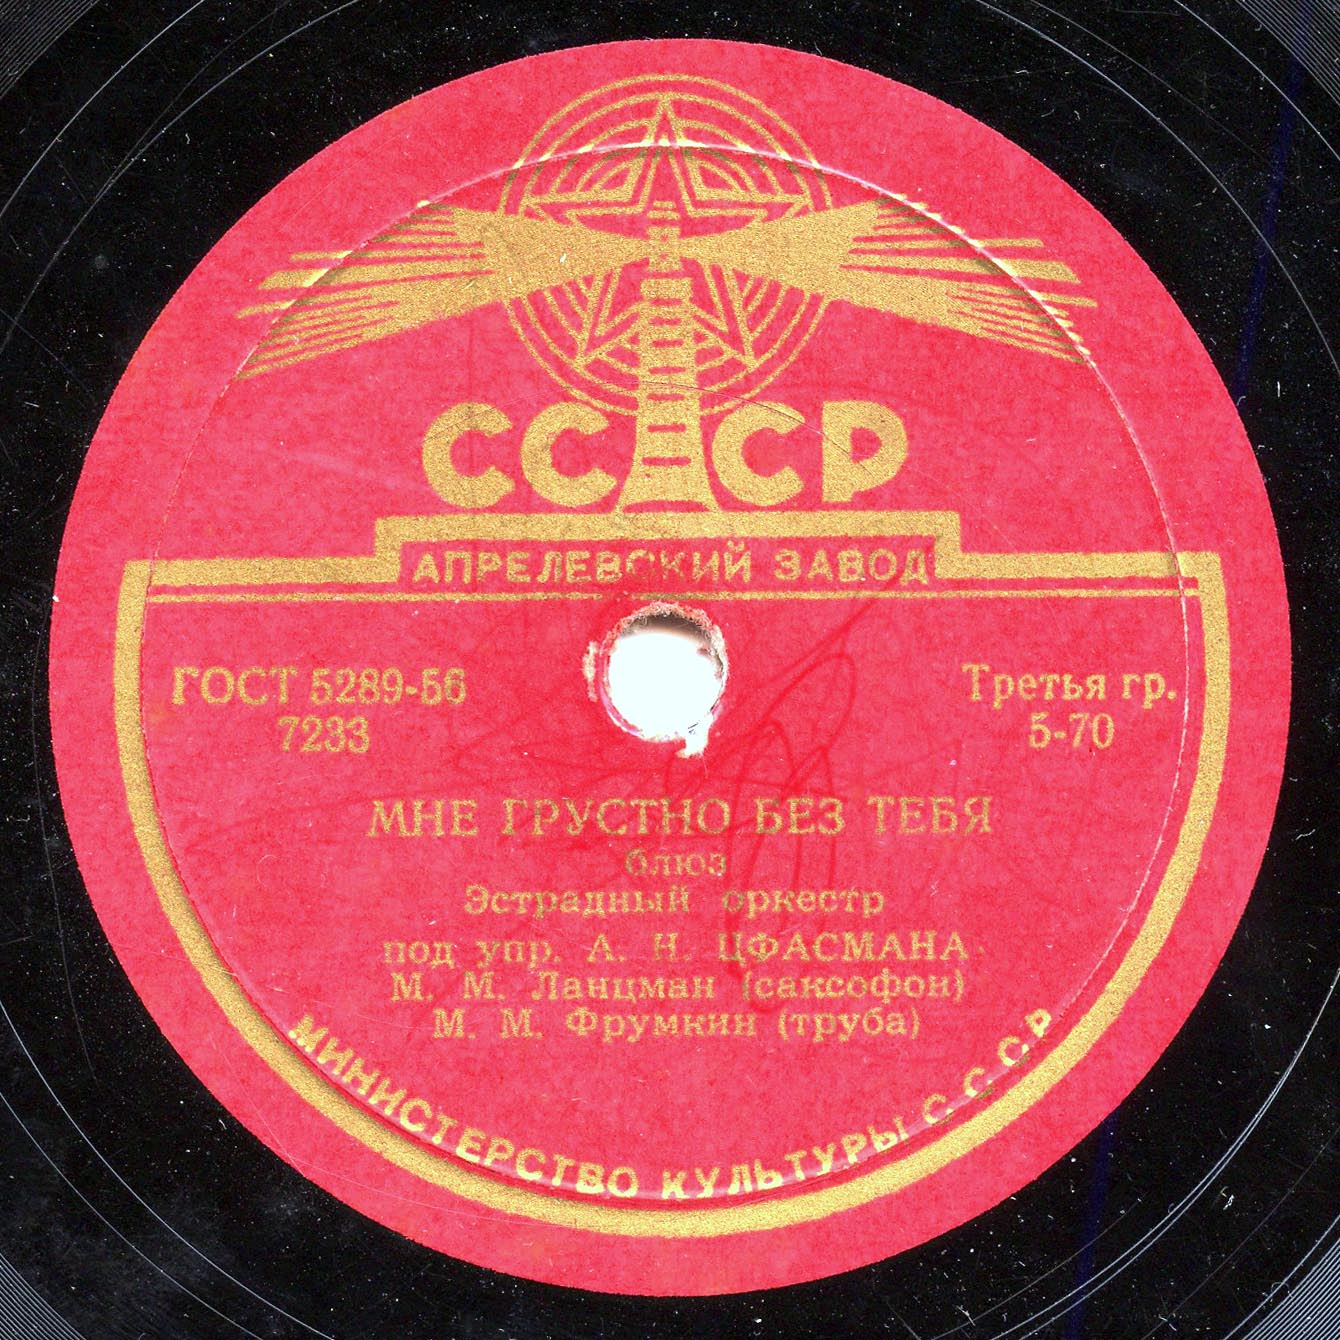 СССР
АПРЕЛЕВСКИЙ ЗАВОД
ГОСТ 5289-56
7233
Третья гр.
5-70
МНЕ ГРУСТНО БЕЗ ТЕБЯ
блюз
Эстрадный оркестр
под упр. А. Н. ЦФАСМАНА
М. М. Ланцман (саксофон)
М. М. Фрумкин (труба)
МИНИСТЕРСТВО КУЛЬТУРЫ С.С.С.Р.